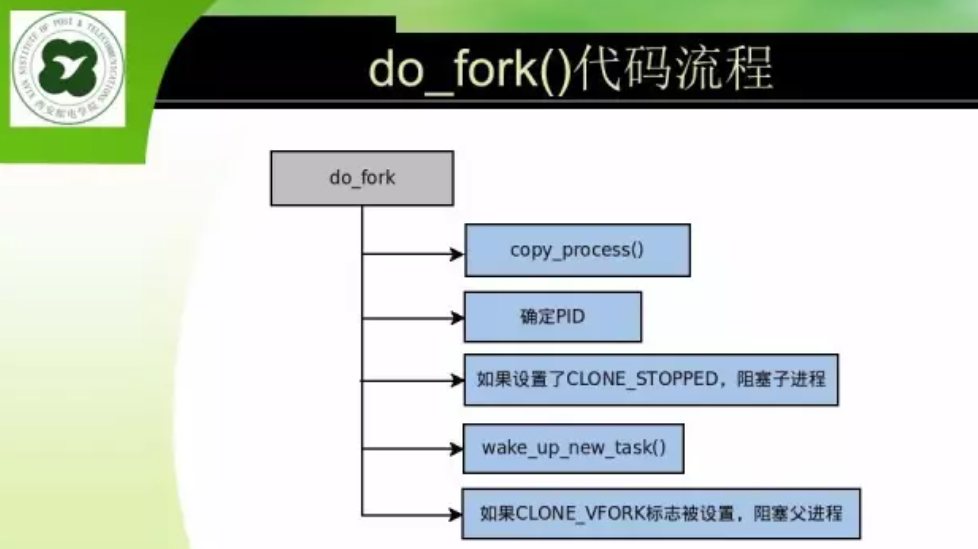 XIAN INSTITUTE OF POST & TELECOMMUNICATIONS
西安邮电学院
do_fork()代码流程
do_fork
copy_process()
确定PID
如果设置了CLONE_STOPPED，阻塞子进程
wake_up_new_task()
如果CLONE_VFORK标志被设置，阻塞父进程